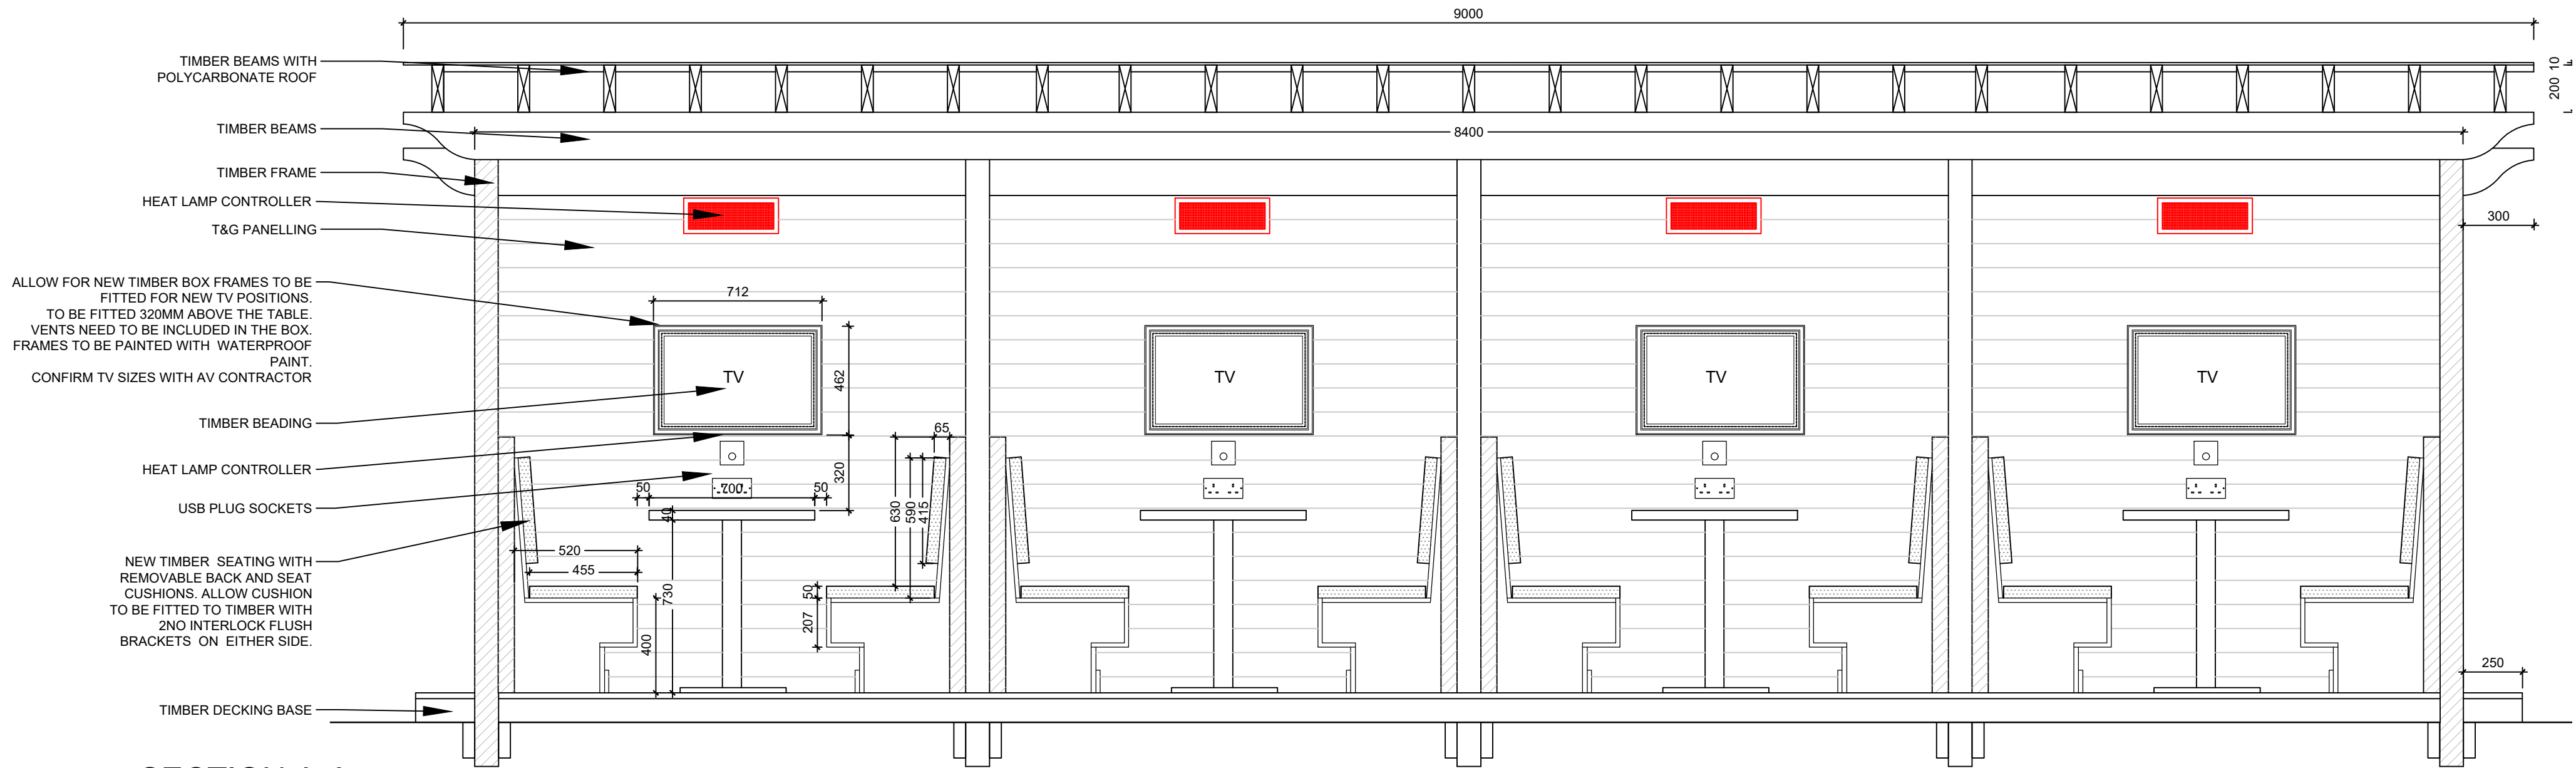 9000
TIMBER BEAMS WITH
POLYCARBONATE ROOF
10
200
TIMBER BEAMS
8400
TIMBER FRAME
HEAT LAMP CONTROLLER
300
T&G PANELLING
ALLOW FOR NEW TIMBER BOX FRAMES TO BE
FITTED FOR NEW TV POSITIONS.
TO BE FITTED 320MM ABOVE THE TABLE.
VENTS NEED TO BE INCLUDED IN THE BOX.
FRAMES TO BE PAINTED WITH WATERPROOF
PAINT.
CONFIRM TV SIZES WITH AV CONTRACTOR
712
TV
TV
TV
TV
462
TIMBER BEADING
65
HEAT LAMP CONTROLLER
320
USB PLUG SOCKETS
50
700
50
40
630
590
415
NEW TIMBER SEATING WITH
REMOVABLE BACK AND SEAT
CUSHIONS. ALLOW CUSHION
TO BE FITTED TO TIMBER WITH
2NO INTERLOCK FLUSH
BRACKETS ON EITHER SIDE.
520
455
730
50
207
400
250
TIMBER DECKING BASE